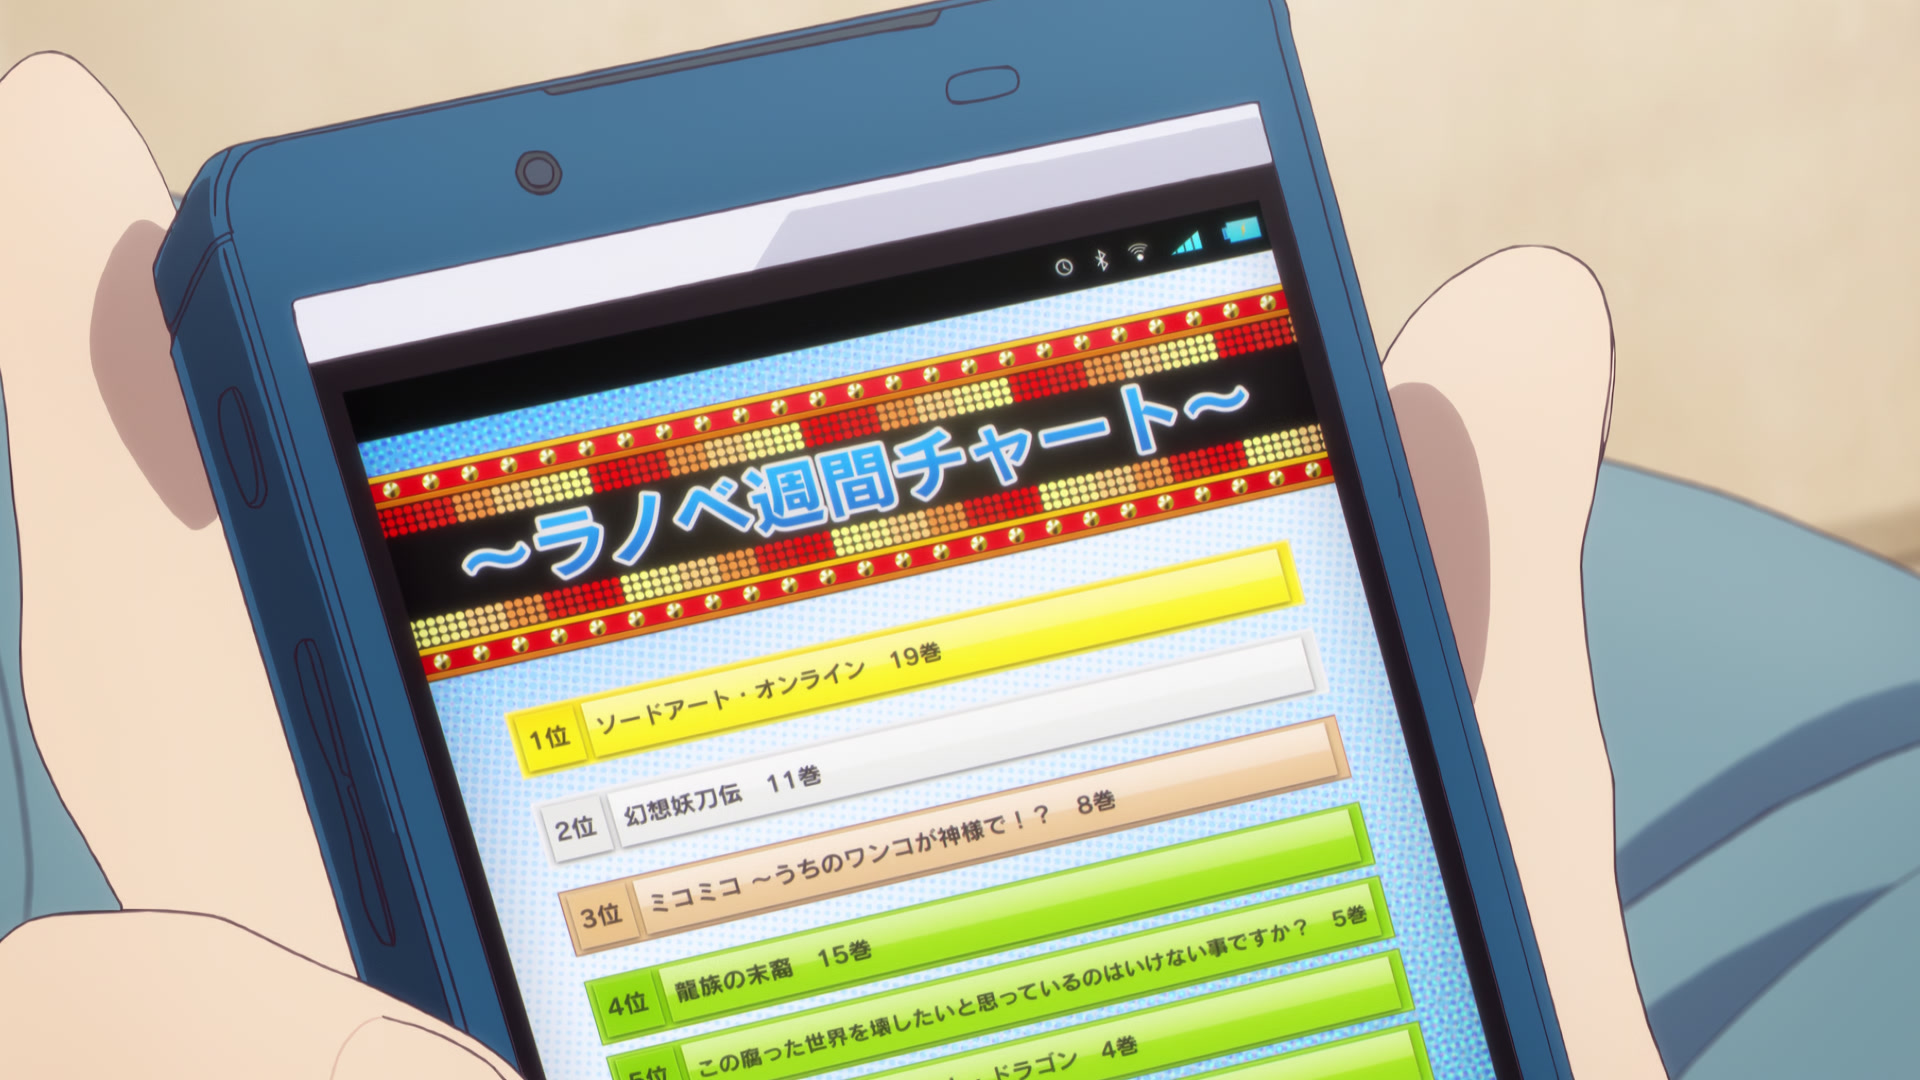 ～ラノベ週間チャート～
1位 ソードアート・オンライン 19巻
2位 幻想妖刀伝 11巻
3位 ミコミコ ～うちのワンコが神様で！？ 8巻
4位 龍族の末裔 15巻
5位 この腐った世界を壊したいと思っているのはいけない事ですか？ 5巻
・ドラゴン 4巻